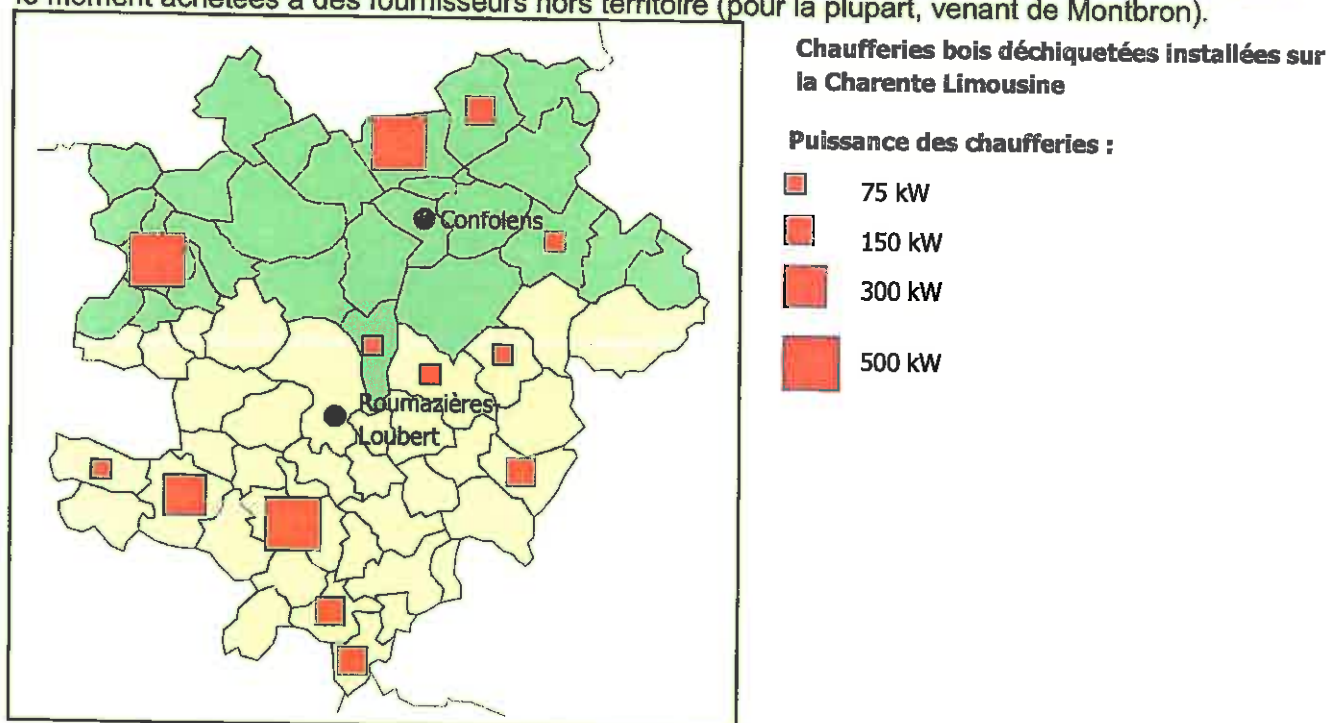 le moment achetées à des fournisseurs hors territoire (pour la plupart, venant de Montbron).
Chaufferies bois déchiquetées installées sur
la Charente Limousine
Puissance des chaufferies :
75 kW
150 kW
300 kW
500 kW
Confolens
Roumazières-
Loubert